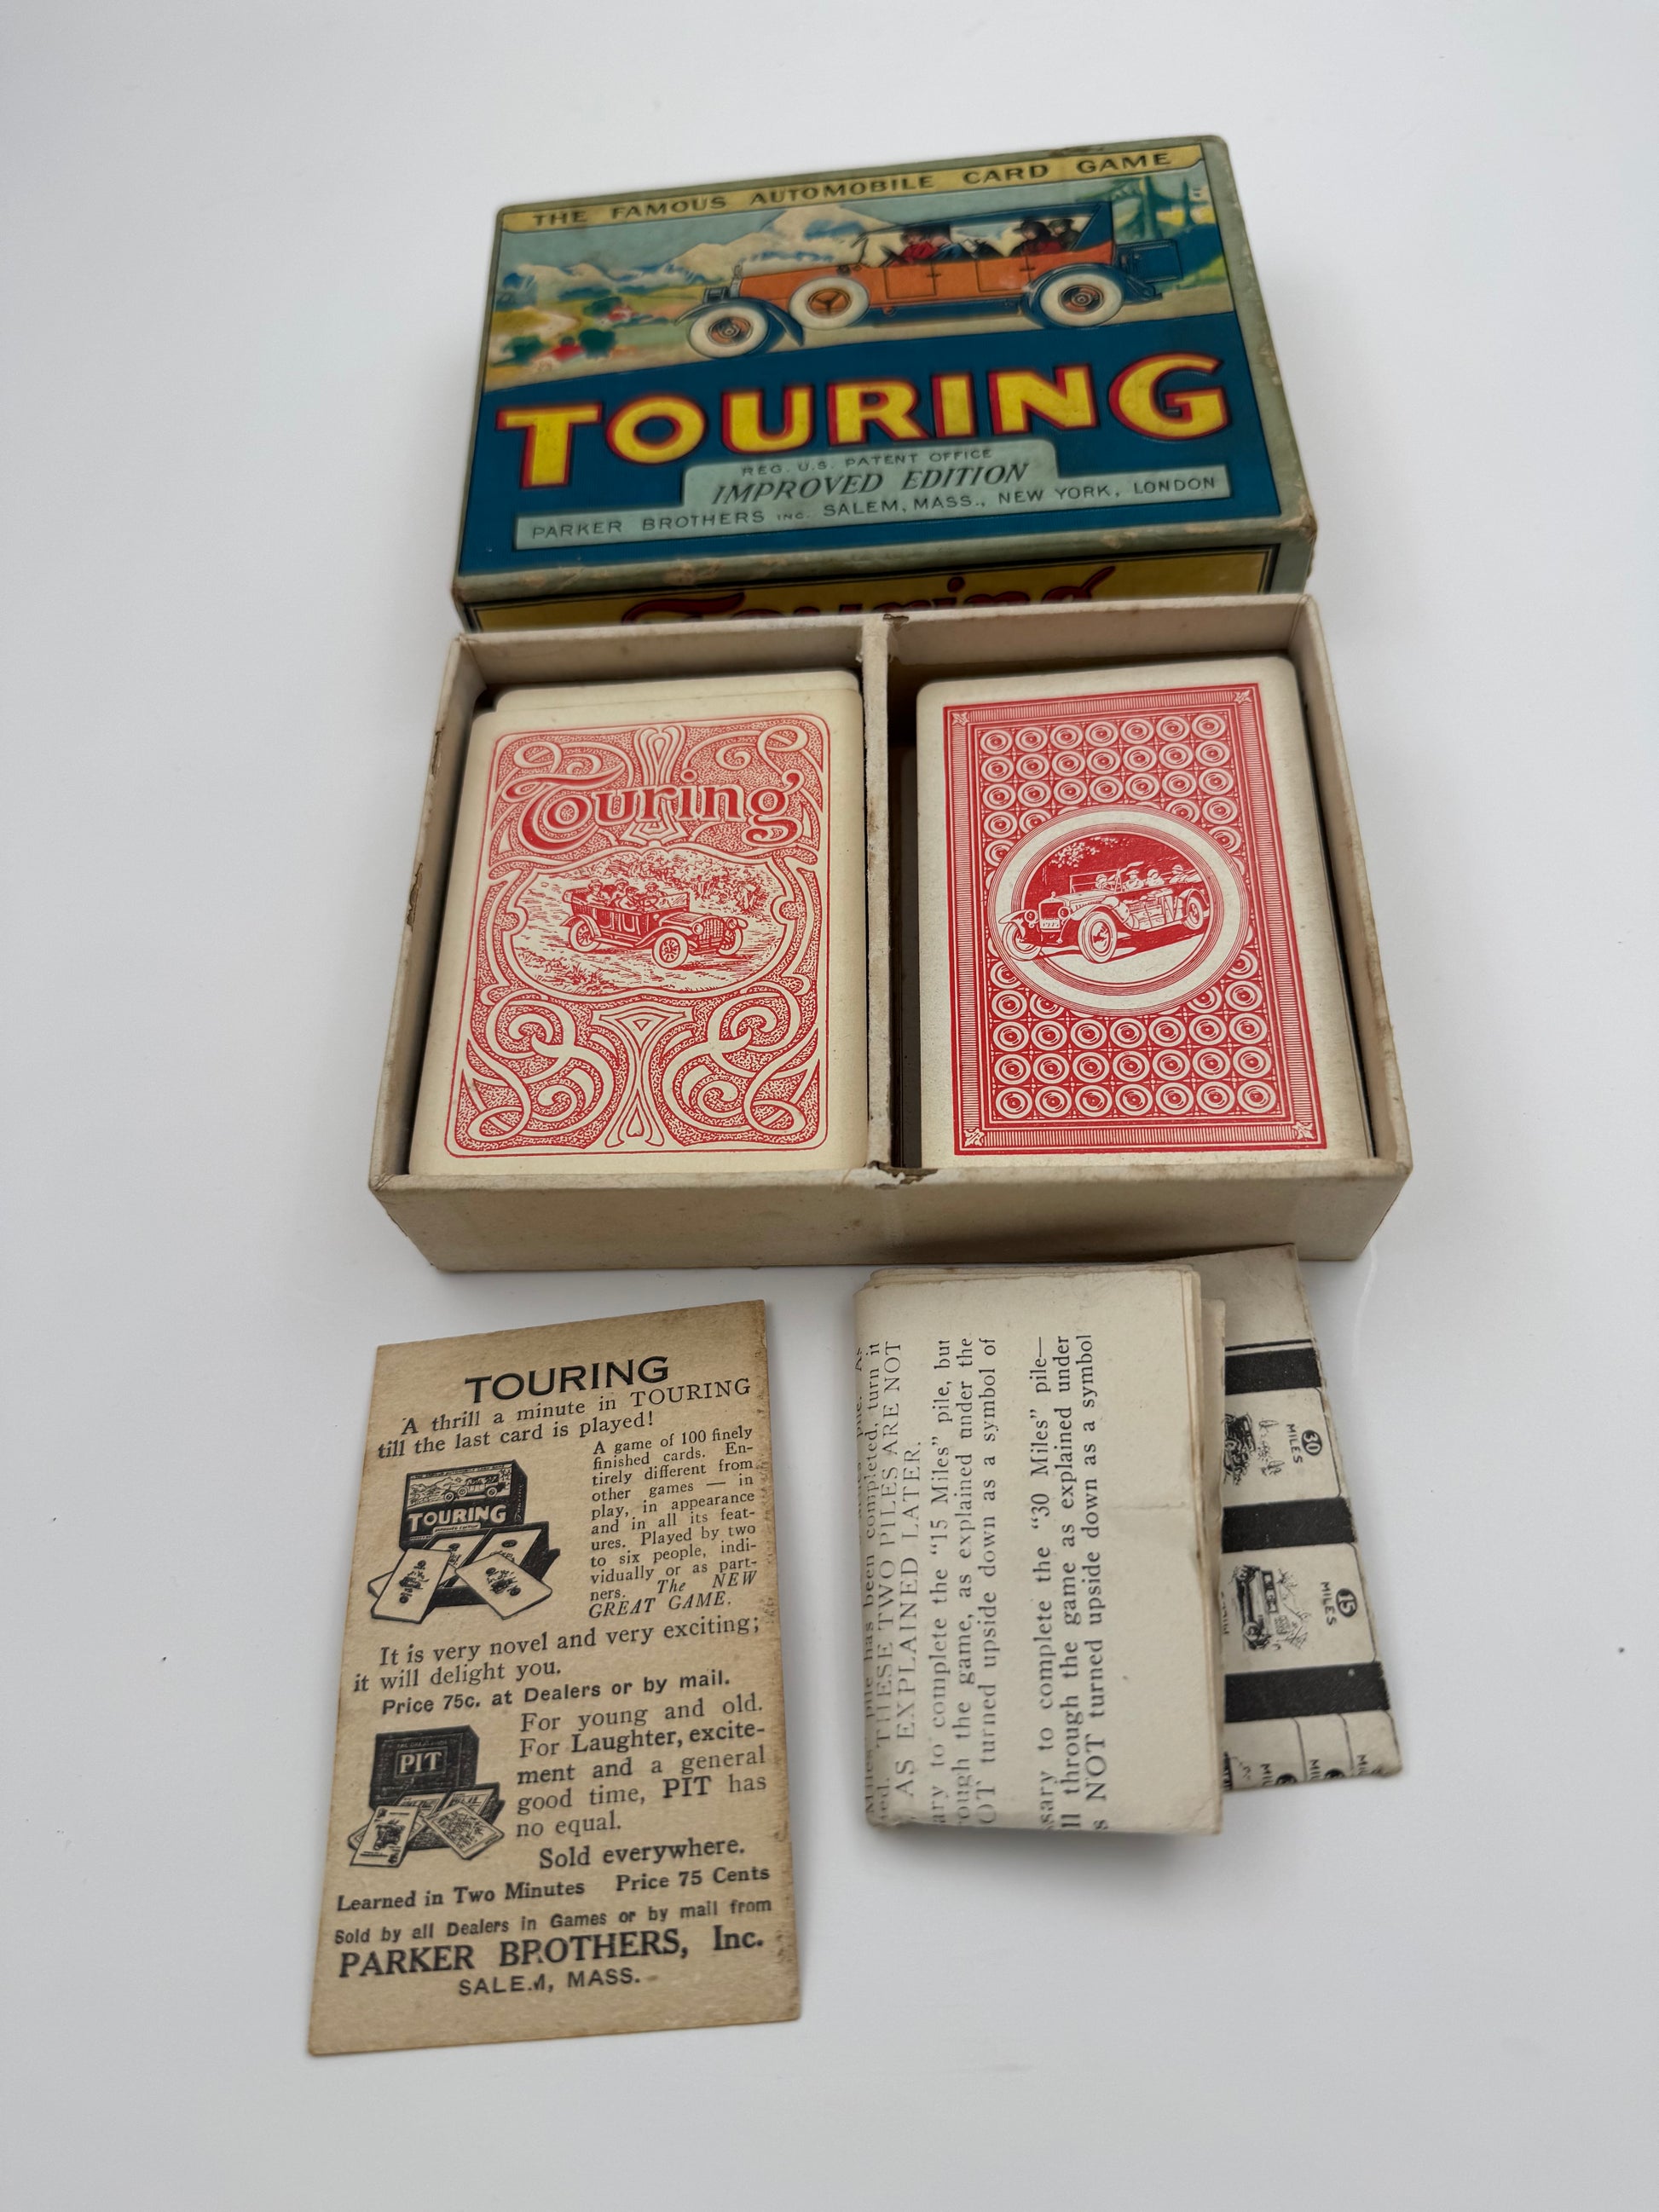 THE FAMOUS AUTOMOBILE CARD GAME
TOURING
REG. U.S. PATENT OFFICE
IMPROVED EDITION
PARKER BROTHERS INC. SALEM, MASS., NEW YORK, LONDON
Touring
Touring
TOURING
A thrill a minute in TOURING
till the last card is played!
A game of 100 finely
finished cards. En-
tirely different from
other games — in
play, in appearance
and in all its feat-
ures. Played by two
to six people, indi-
vidually or as part-
ners. The NEW
GREAT GAME.
TOURING
It is very novel and very exciting;
it will delight you.
Price 75c. at Dealers or by mail.
PIT
For young and old.
For Laughter, excite-
ment and a general
good time, PIT has
no equal.
Sold everywhere.
Learned in Two Minutes Price 75 Cents
Sold by all Dealers in Games or by mail from
PARKER BROTHERS, Inc.
SALEM, MASS.
pile has been completed, turn it
THESE TWO PILES ARE NOT
AS EXPLAINED LATER.
ary to complete the "15 Miles" pile, but
ough the game, as explained under the
OT turned upside down as a symbol of
ssary to complete the "30 Miles" pile—
ll through the game as explained under
s NOT turned upside down as a symbol
30
MILES
15
MILES